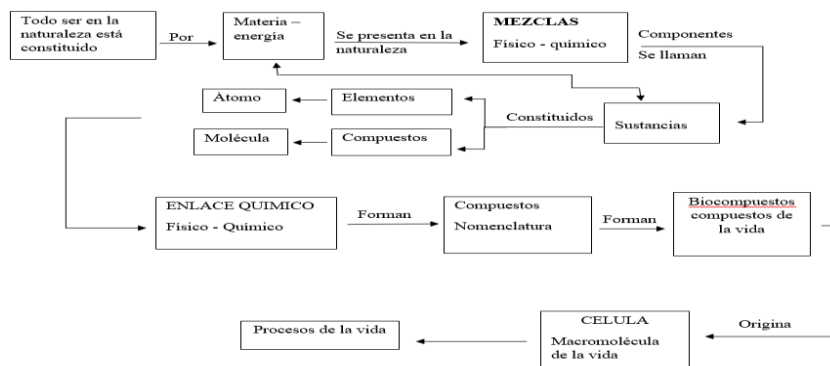 Todo ser en la
naturaleza está
constituido
Por
Materia –
energía
Se presenta en la
naturaleza
MEZCLAS
Físico - químico
Componentes
Se llaman
Àtomo
Elementos
Constituidos
Sustancias
Molécula
Compuestos
ENLACE QUIMICO
Físico - Químico
Forman
Compuestos
Nomenclatura
Forman
Biocompuestos
compuestos de
la vida
Procesos de la vida
CELULA
Macromolécula
de la vida
Origina